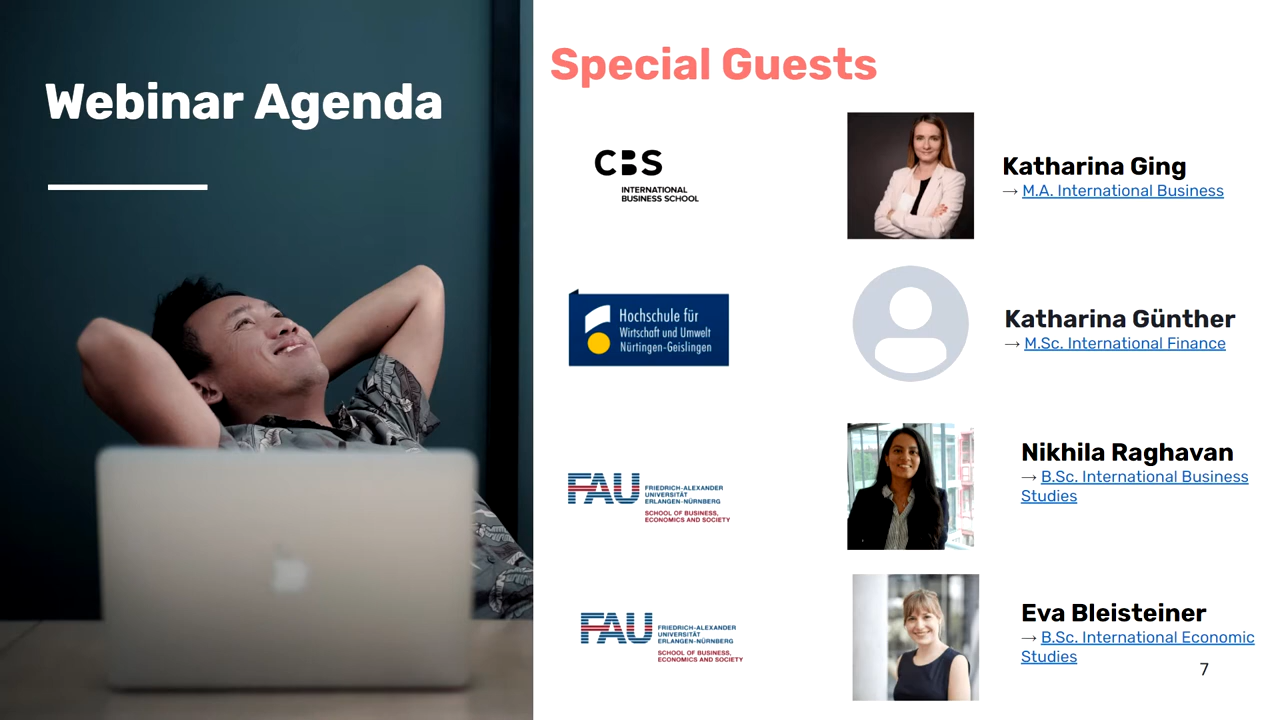 Webinar Agenda
Special Guests
CBS
INTERNATIONAL
BUSINESS SCHOOL
Katharina Ging
→ M.A. International Business
Hochschule für
Wirtschaft und Umwelt
Nürtingen-Geislingen
Katharina Günther
→ M.Sc. International Finance
FAU
FRIEDRICH-ALEXANDER
UNIVERSITÄT
ERLANGEN-NÜRNBERG
SCHOOL OF BUSINESS,
ECONOMICS AND SOCIETY
Nikhila Raghavan
→ B.Sc. International Business
Studies
FAU
FRIEDRICH-ALEXANDER
UNIVERSITÄT
ERLANGEN-NÜRNBERG
SCHOOL OF BUSINESS,
ECONOMICS AND SOCIETY
Eva Bleisteiner
→ B.Sc. International Economic
Studies
7